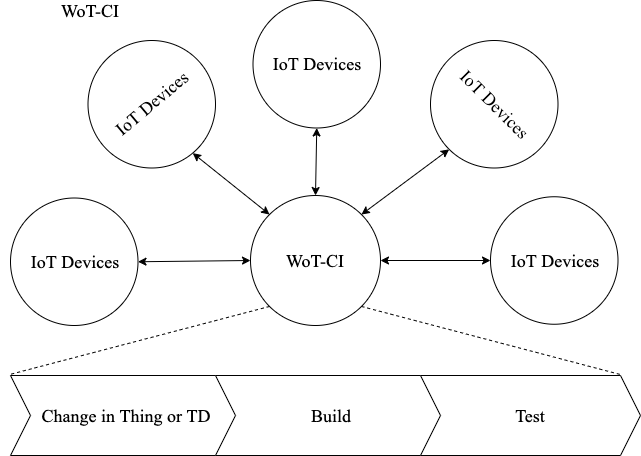 WoT-CI
IoT Devices
IoT Devices
IoT Devices
IoT Devices
WoT-CI
IoT Devices
Change in Thing or TD
Build
Test